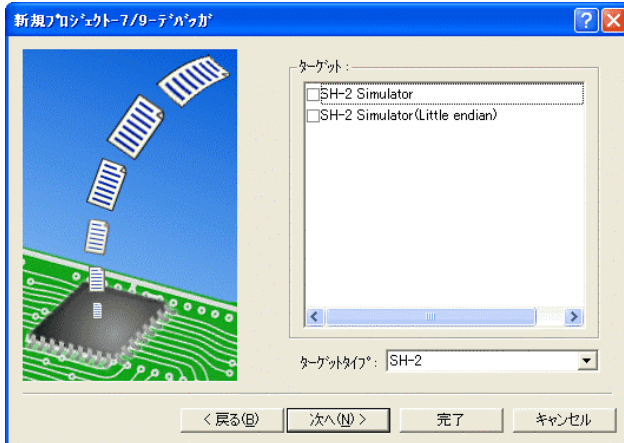 新規ﾌﾟﾛｼﾞｪｸﾄｰ7/9ｰﾃﾞﾊﾞｯｶﾞ
ﾀｰｹﾞｯﾄ :
SH-2 Simulator
SH-2 Simulator(Little endian)
ﾀｰｹﾞｯﾄﾀｲﾌﾟ : SH-2
< 戻る(B)
次へ(N) >
完了
キャンセル